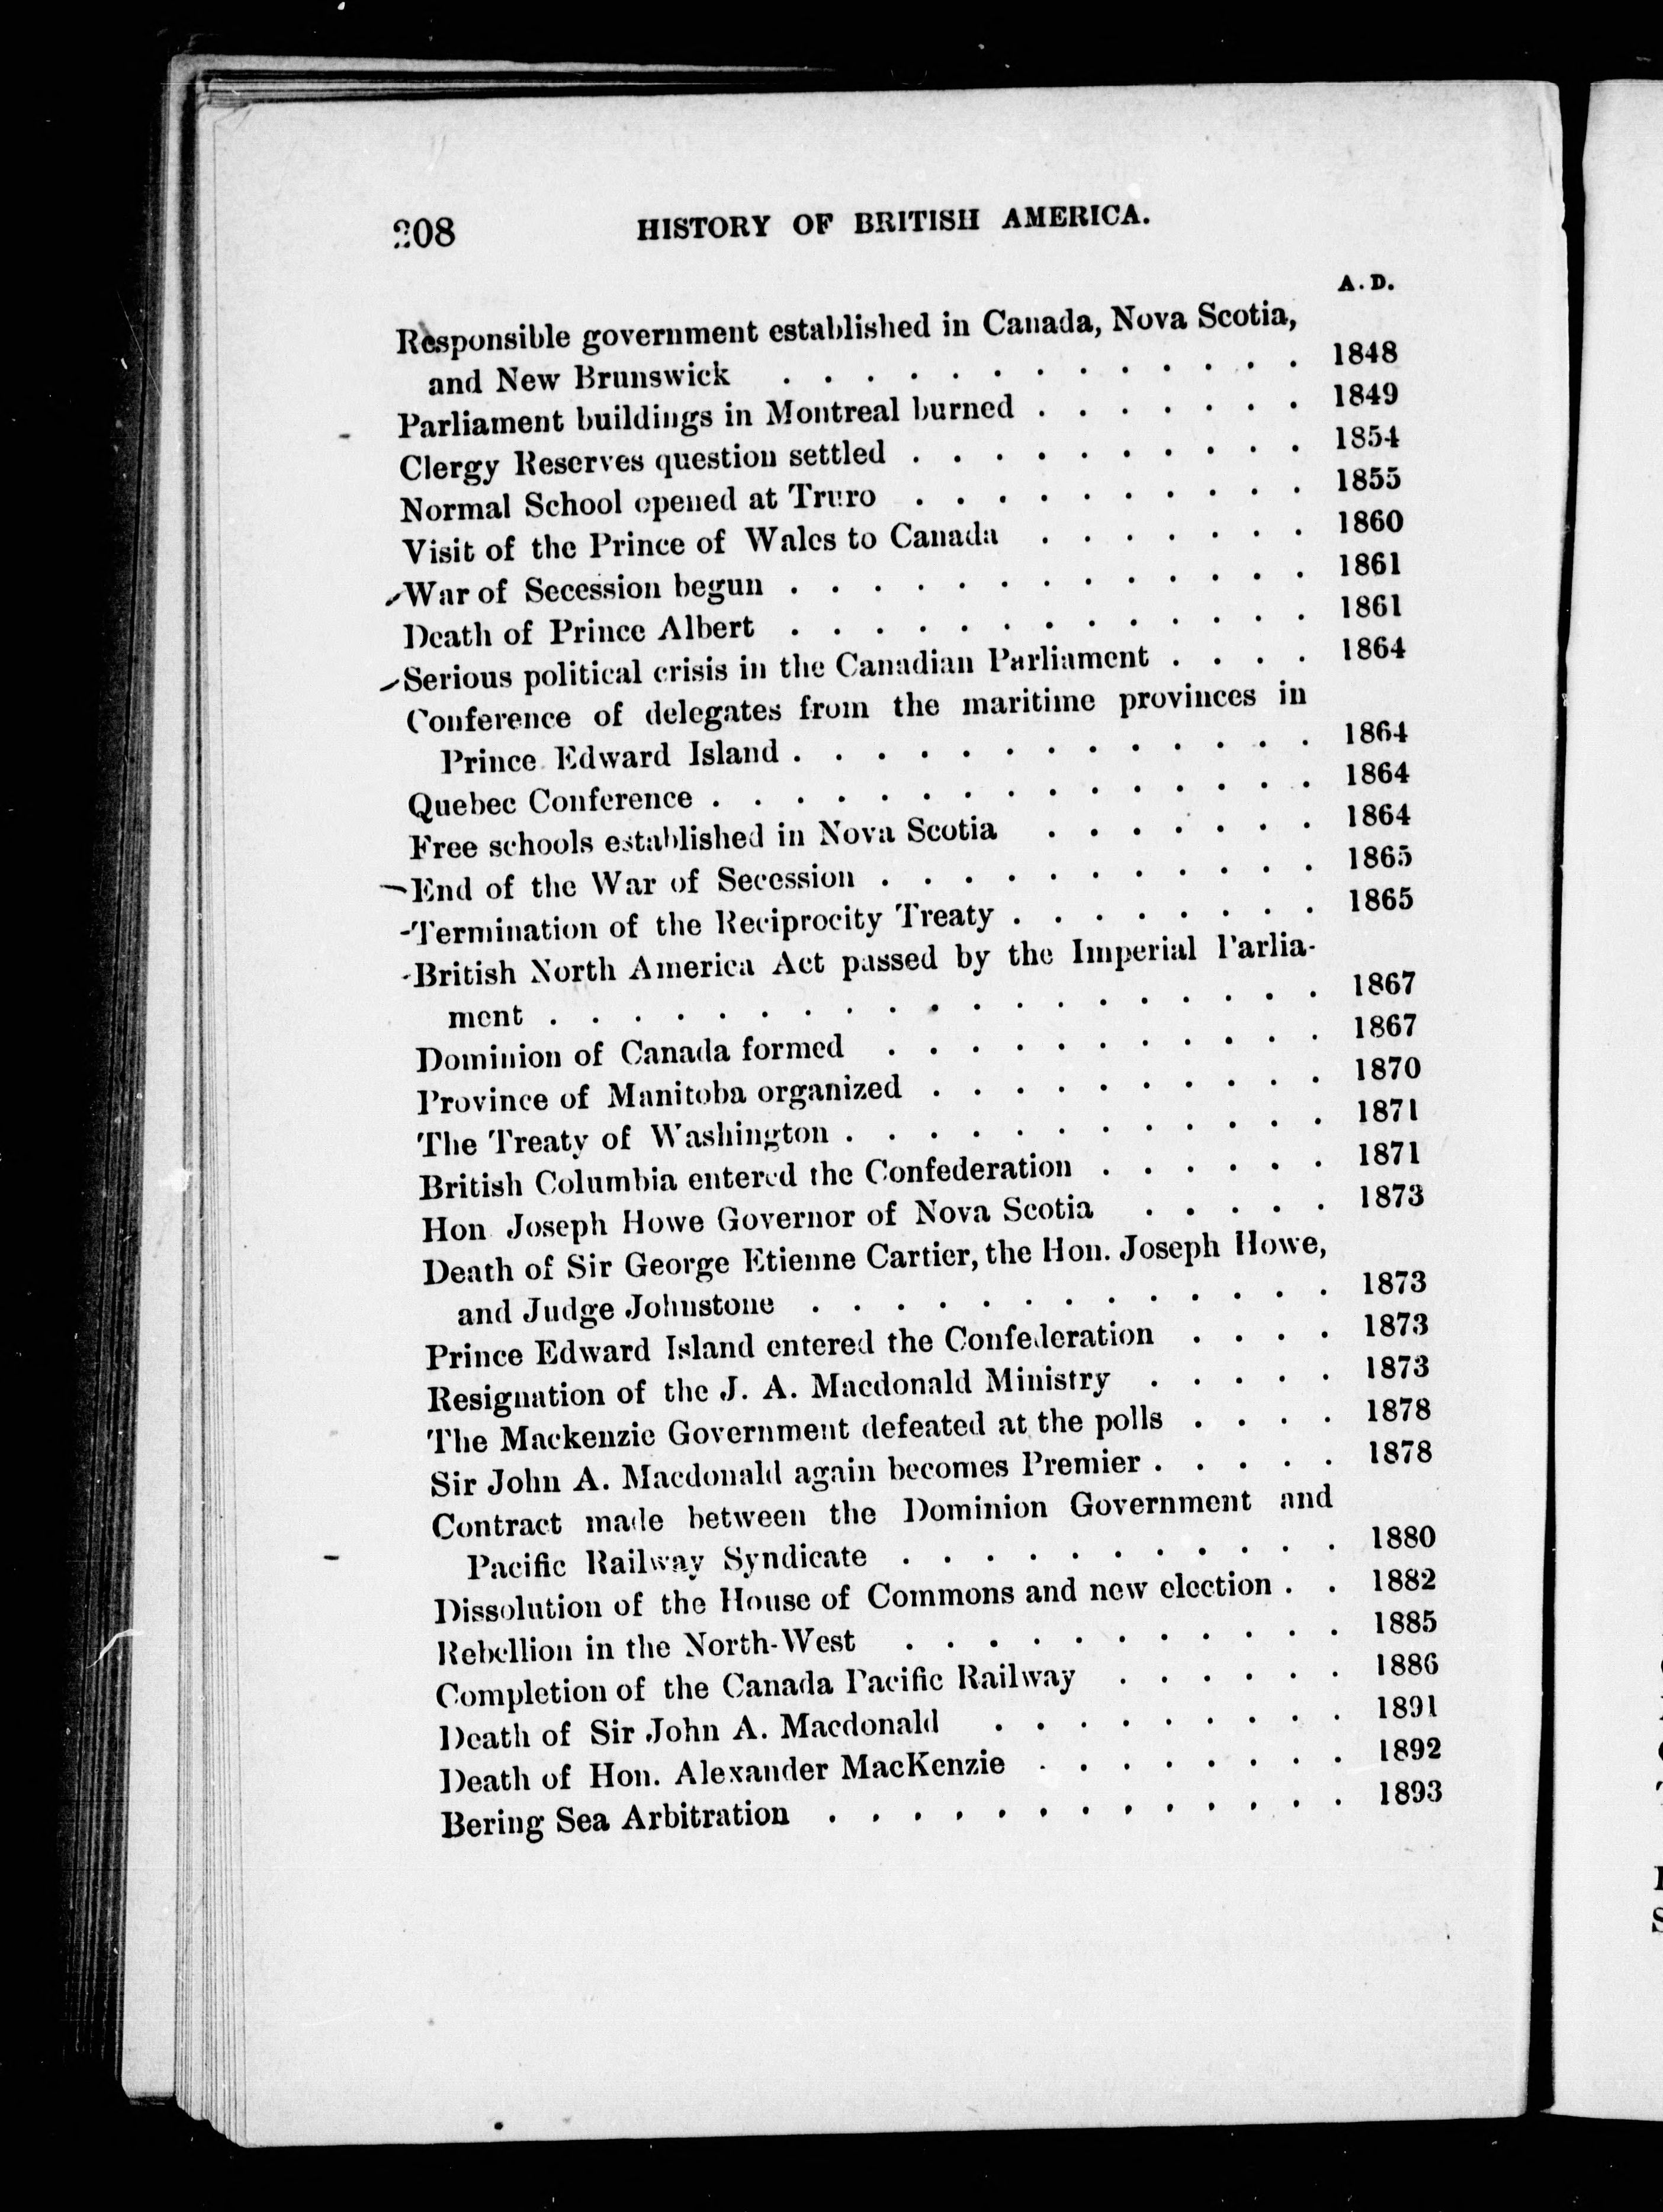 208 HISTORY OF BRITISH AMERICA.
A.D.
Responsible government established in Canada, Nova Scotia,
and New Brunswick . . . . . . . . . . . . . 1848
Parliament buildings in Montreal burned . . . . . . . 1849
Clergy Reserves question settled . . . . . . . . . . 1854
Normal School opened at Truro . . . . . . . . . . 1855
Visit of the Prince of Wales to Canada . . . . . . . 1860
War of Secession begun . . . . . . . . . . . . . 1861
Death of Prince Albert . . . . . . . . . . . . . 1861
Serious political crisis in the Canadian Parliament . . . . 1864
Conference of delegates from the maritime provinces in
Prince Edward Island . . . . . . . . . . . . . 1864
Quebec Conference . . . . . . . . . . . . . . . 1864
Free schools established in Nova Scotia . . . . . . . 1864
End of the War of Secession . . . . . . . . . . . 1865
Termination of the Reciprocity Treaty . . . . . . . . 1865
British North America Act passed by the Imperial Parlia-
ment . . . . . . . . . . . . . . . . . . . 1867
Dominion of Canada formed . . . . . . . . . . . 1867
Province of Manitoba organized . . . . . . . . . . 1870
The Treaty of Washington . . . . . . . . . . . . 1871
British Columbia entered the Confederation . . . . . . 1871
Hon Joseph Howe Governor of Nova Scotia . . . . . 1873
Death of Sir George Etienne Cartier, the Hon. Joseph Howe,
and Judge Johnstone . . . . . . . . . . . . . 1873
Prince Edward Island entered the Confederation . . . . 1873
Resignation of the J. A. Macdonald Ministry . . . . . 1873
The Mackenzie Government defeated at the polls . . . . 1878
Sir John A. Macdonald again becomes Premier . . . . . 1878
Contract made between the Dominion Government and
Pacific Railway Syndicate . . . . . . . . . . . 1880
Dissolution of the House of Commons and new election . . 1882
Rebellion in the North-West . . . . . . . . . . . 1885
Completion of the Canada Pacific Railway . . . . . . 1886
Death of Sir John A. Macdonald . . . . . . . . . 1891
Death of Hon. Alexander MacKenzie . . . . . . . . 1892
Bering Sea Arbitration . . . . . . . . . . . . . 1893